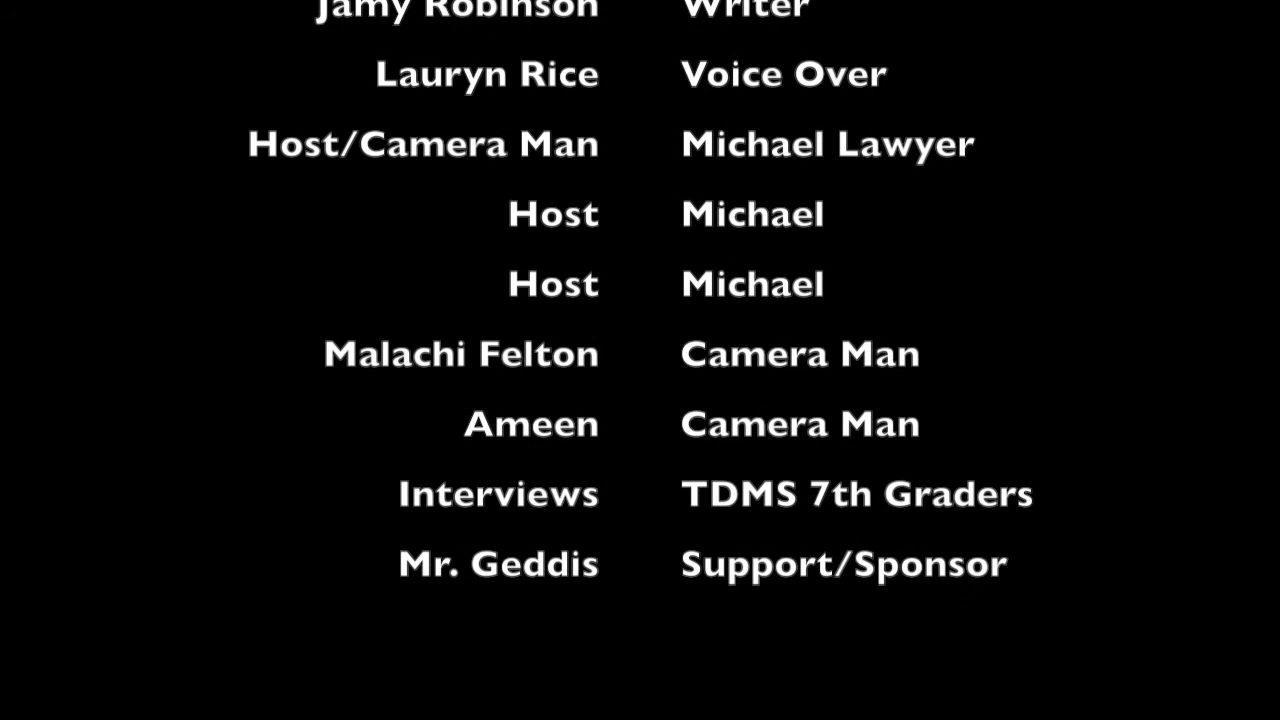 Jamy Robinson Writer
Lauryn Rice Voice Over
Host/Camera Man Michael Lawyer
Host Michael
Host Michael
Malachi Felton Camera Man
Ameen Camera Man
Interviews TDMS 7th Graders
Mr. Geddis Support/Sponsor